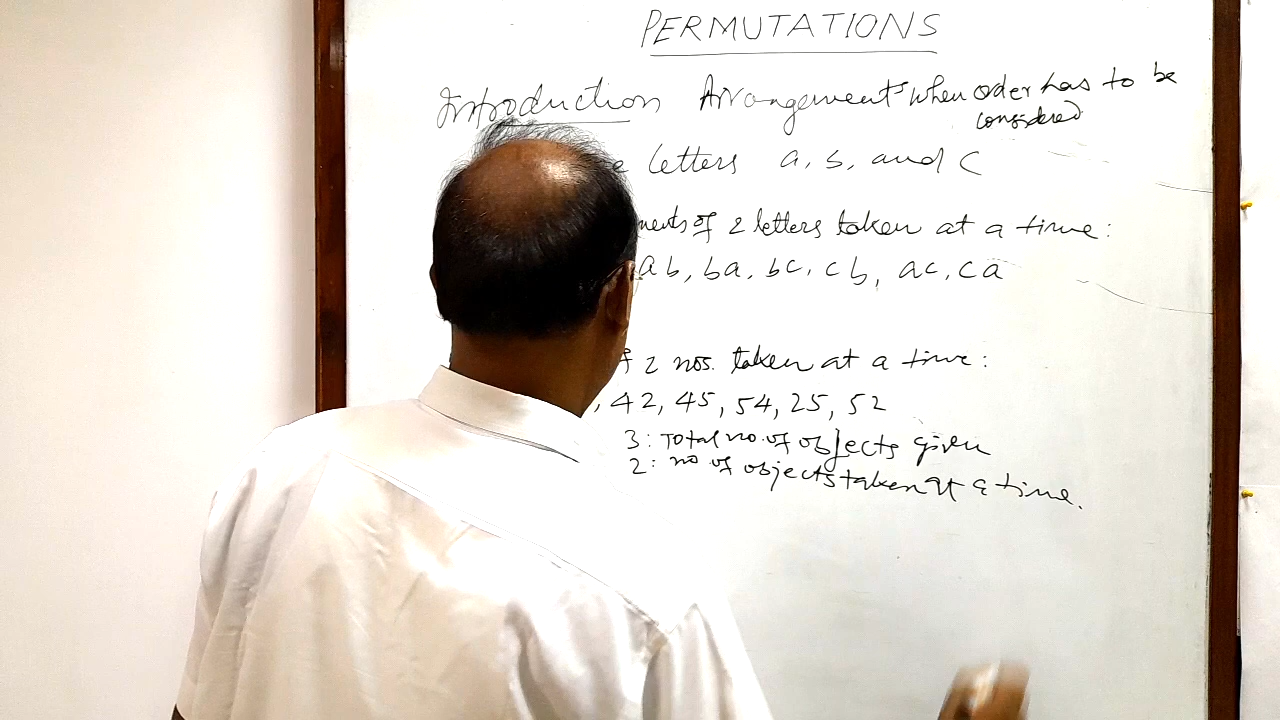 PERMUTATIONS
Introduction Arrangements when order has to be
considered
letters a, b, and c
ments of 2 letters taken at a time:
ab, ba, bc, cb, ac, ca
2 nos. taken at a time:
, 42, 45, 54, 25, 52
3: Total no. of objects given
2: no of objects taken at a time.